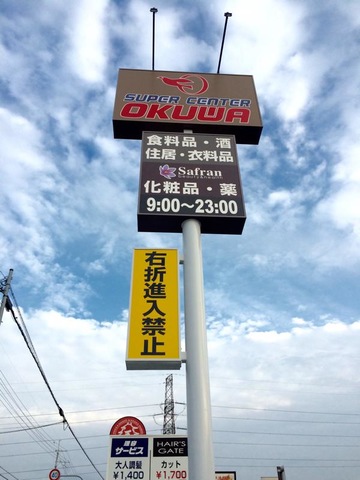 SUPER CENTER
OKUWA
食料品・酒
住居・衣料品
Safran
化粧品・薬
9:00～23:00
右折進入禁止
理容
サービス
大人調髪
¥1,400
HAIR'S
GATE
カット
¥1,700